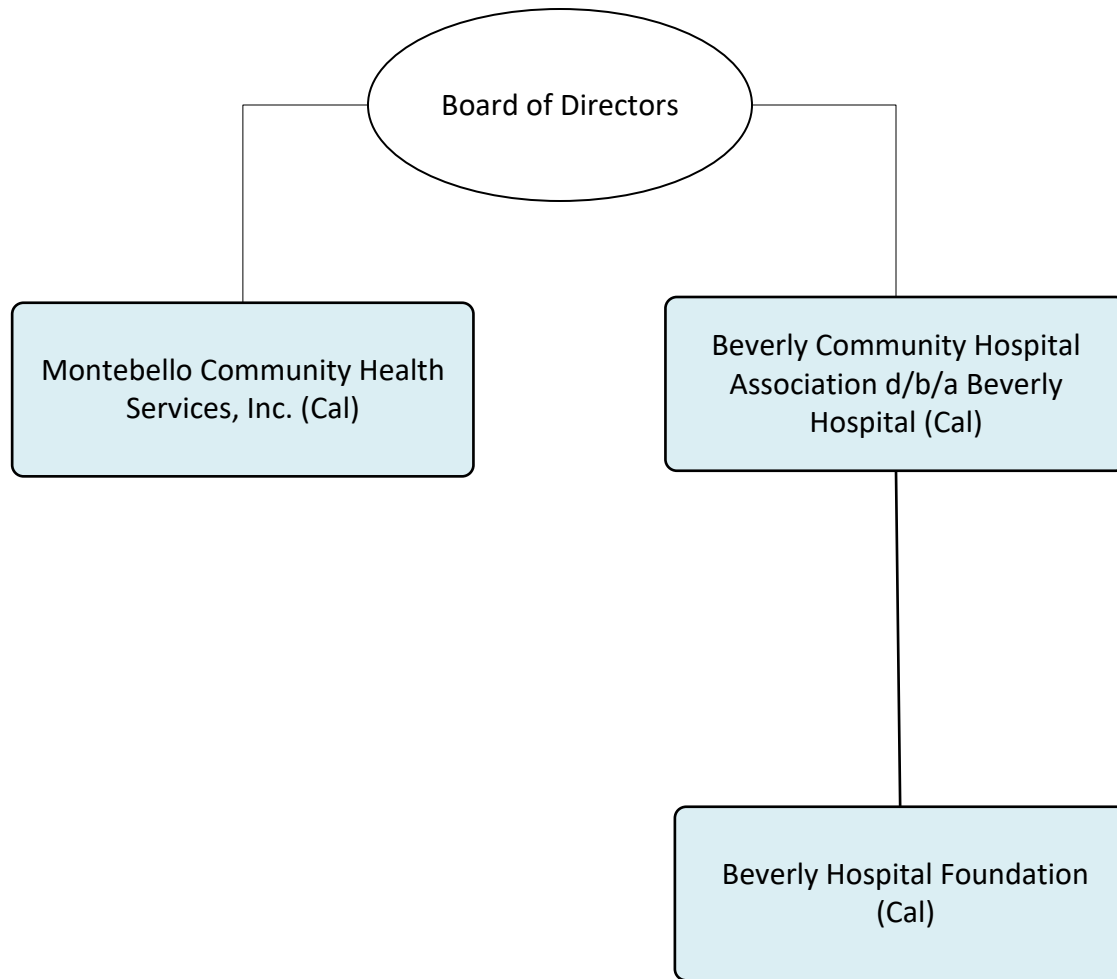 Board of Directors
Montebello Community Health
Services, Inc. (Cal)
Beverly Community Hospital
Association d/b/a Beverly
Hospital (Cal)
Beverly Hospital Foundation
(Cal)